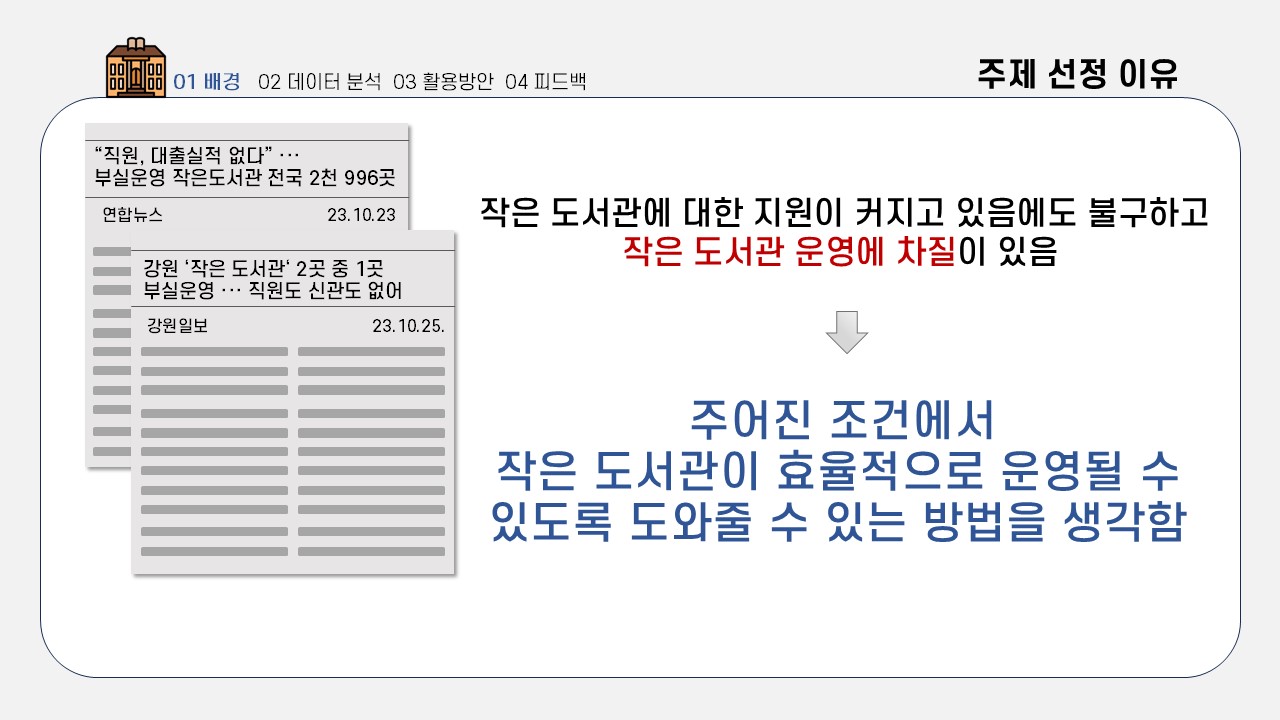 01 배경 02 데이터 분석 03 활용방안 04 피드백
주제 선정 이유
“직원, 대출실적 없다” ···
부실운영 작은도서관 전국 2천 996곳
연합뉴스 23.10.23
강원 ‘작은 도서관‘ 2곳 중 1곳
부실운영 ··· 직원도 신관도 없어
강원일보 23.10.25.
작은 도서관에 대한 지원이 커지고 있음에도 불구하고
작은 도서관 운영에 차질이 있음
주어진 조건에서
작은 도서관이 효율적으로 운영될 수
있도록 도와줄 수 있는 방법을 생각함